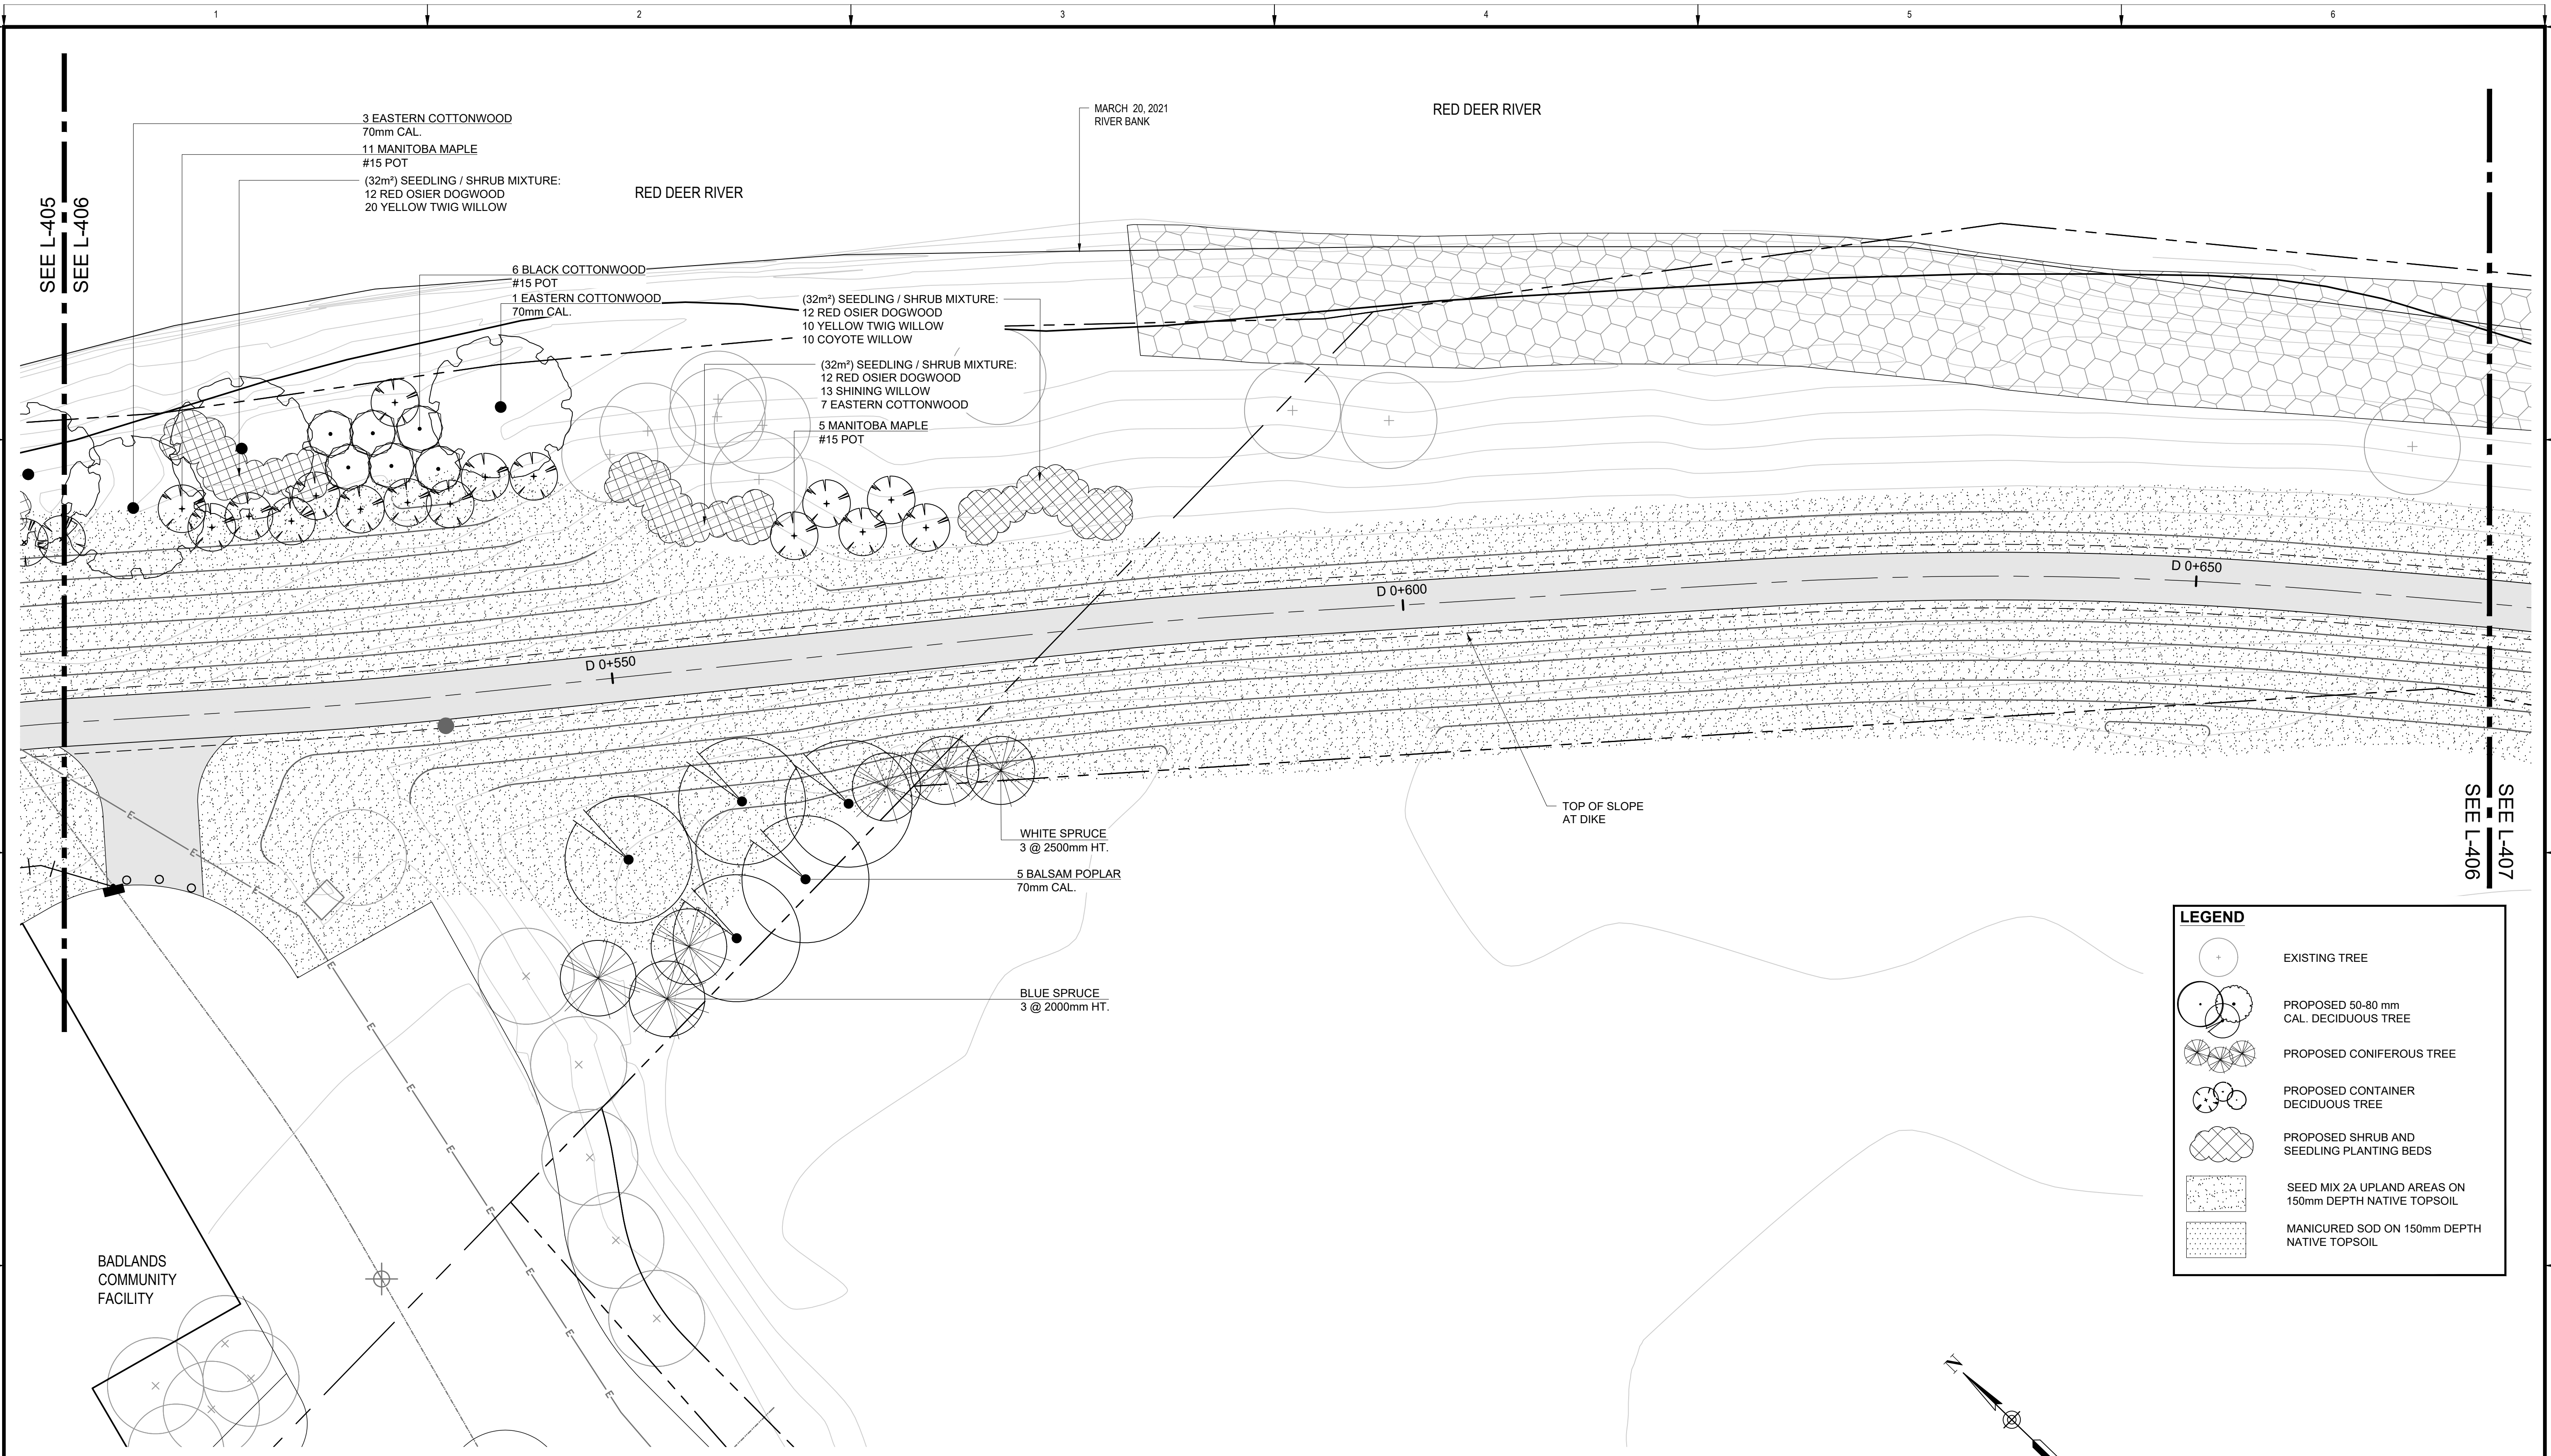 1
2
3
4
5
6
SEE L-405
SEE L-406
3 EASTERN COTTONWOOD
70mm CAL.
11 MANITOBA MAPLE
#15 POT
(32m²) SEEDLING / SHRUB MIXTURE:
12 RED OSIER DOGWOOD
20 YELLOW TWIG WILLOW
RED DEER RIVER
MARCH 20, 2021
RIVER BANK
RED DEER RIVER
6 BLACK COTTONWOOD
#15 POT
1 EASTERN COTTONWOOD
70mm CAL.
(32m²) SEEDLING / SHRUB MIXTURE:
12 RED OSIER DOGWOOD
10 YELLOW TWIG WILLOW
10 COYOTE WILLOW
(32m²) SEEDLING / SHRUB MIXTURE:
12 RED OSIER DOGWOOD
13 SHINING WILLOW
7 EASTERN COTTONWOOD
5 MANITOBA MAPLE
#15 POT
D 0+550
D 0+600
D 0+650
TOP OF SLOPE
AT DIKE
WHITE SPRUCE
3 @ 2500mm HT.
5 BALSAM POPLAR
70mm CAL.
BLUE SPRUCE
3 @ 2000mm HT.
E
E
E
E
E
E
E
E
E
E
E
SEE L-406
SEE L-407
LEGEND
EXISTING TREE
PROPOSED 50-80 mm
CAL. DECIDUOUS TREE
PROPOSED CONIFEROUS TREE
PROPOSED CONTAINER
DECIDUOUS TREE
PROPOSED SHRUB AND
SEEDLING PLANTING BEDS
SEED MIX 2A UPLAND AREAS ON
150mm DEPTH NATIVE TOPSOIL
MANICURED SOD ON 150mm DEPTH
NATIVE TOPSOIL
BADLANDS
COMMUNITY
FACILITY
N